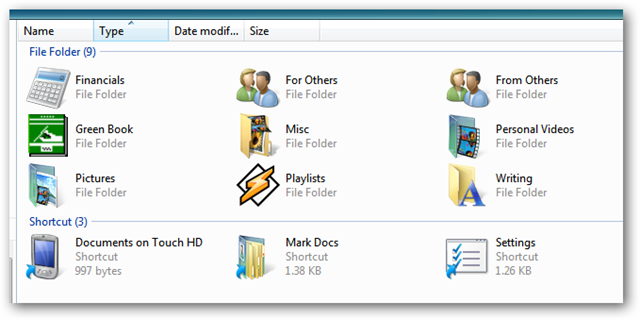 Name Type Date modif... Size
File Folder (9)
Financials
File Folder
For Others
File Folder
From Others
File Folder
Green Book
File Folder
Misc
File Folder
Personal Videos
File Folder
Pictures
File Folder
Playlists
File Folder
Writing
File Folder
Shortcut (3)
Documents on Touch HD
Shortcut
997 bytes
Mark Docs
Shortcut
1.38 KB
Settings
Shortcut
1.26 KB